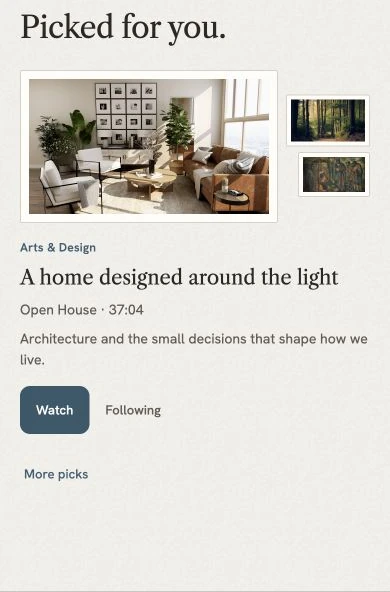 Picked for you.
Arts & Design
A home designed around the light
Open House · 37:04
Architecture and the small decisions that shape how we
live.
Watch
Following
More picks